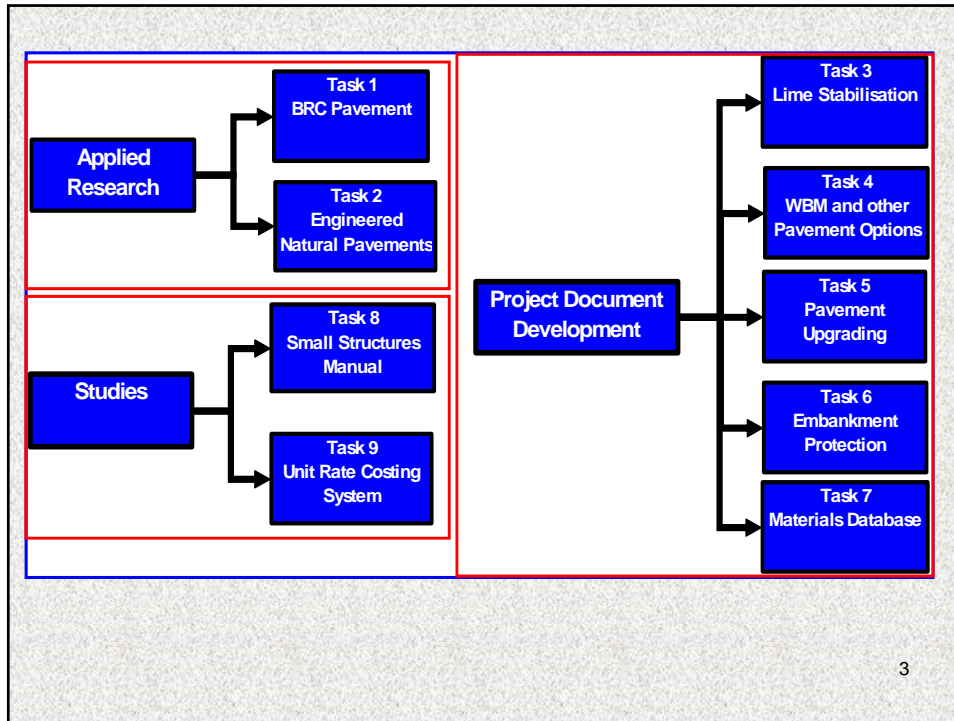 Applied
Research
Task 1
BRC Pavement
Task 2
Engineered
Natural Pavements
Studies
Task 8
Small Structures
Manual
Task 9
Unit Rate Costing
System
Project Document
Development
Task 3
Lime Stabilisation
Task 4
WBM and other
Pavement Options
Task 5
Pavement
Upgrading
Task 6
Embankment
Protection
Task 7
Materials Database
3